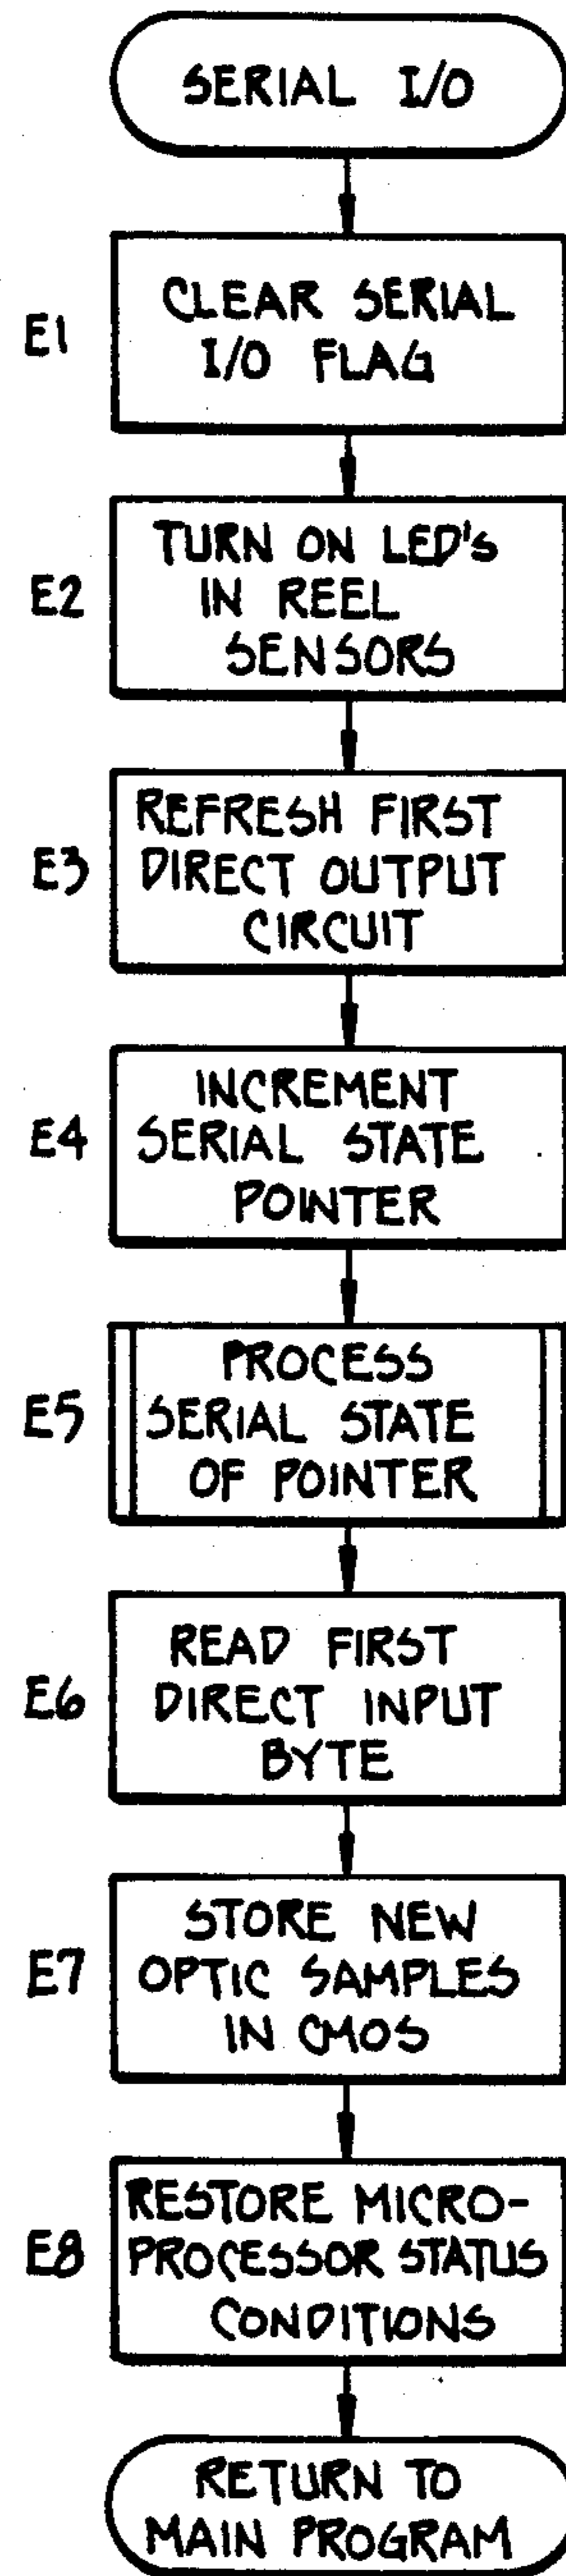 SERIAL I/O
E1
CLEAR SERIAL
I/O FLAG
E2
TURN ON LED's
IN REEL
SENSORS
E3
REFRESH FIRST
DIRECT OUTPUT
CIRCUIT
E4
INCREMENT
SERIAL STATE
POINTER
E5
PROCESS
SERIAL STATE
OF POINTER
E6
READ FIRST
DIRECT INPUT
BYTE
E7
STORE NEW
OPTIC SAMPLES
IN CMOS
E8
RESTORE MICRO-
PROCESSOR STATUS
CONDITIONS
RETURN TO
MAIN PROGRAM